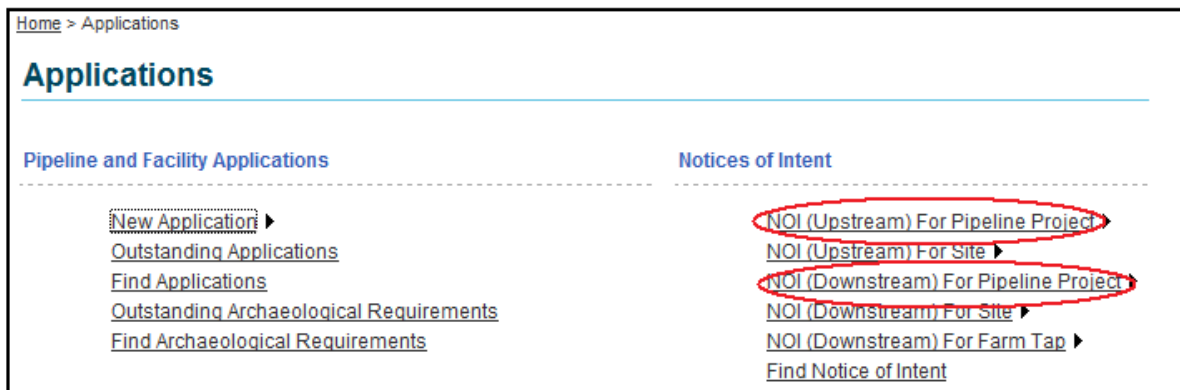 Home > Applications
Applications
Pipeline and Facility Applications
New Application
Outstanding Applications
Find Applications
Outstanding Archaeological Requirements
Find Archaeological Requirements
Notices of Intent
NOI (Upstream) For Pipeline Project
NOI (Upstream) For Site
NOI (Downstream) For Pipeline Project
NOI (Downstream) For Site
NOI (Downstream) For Farm Tap
Find Notice of Intent